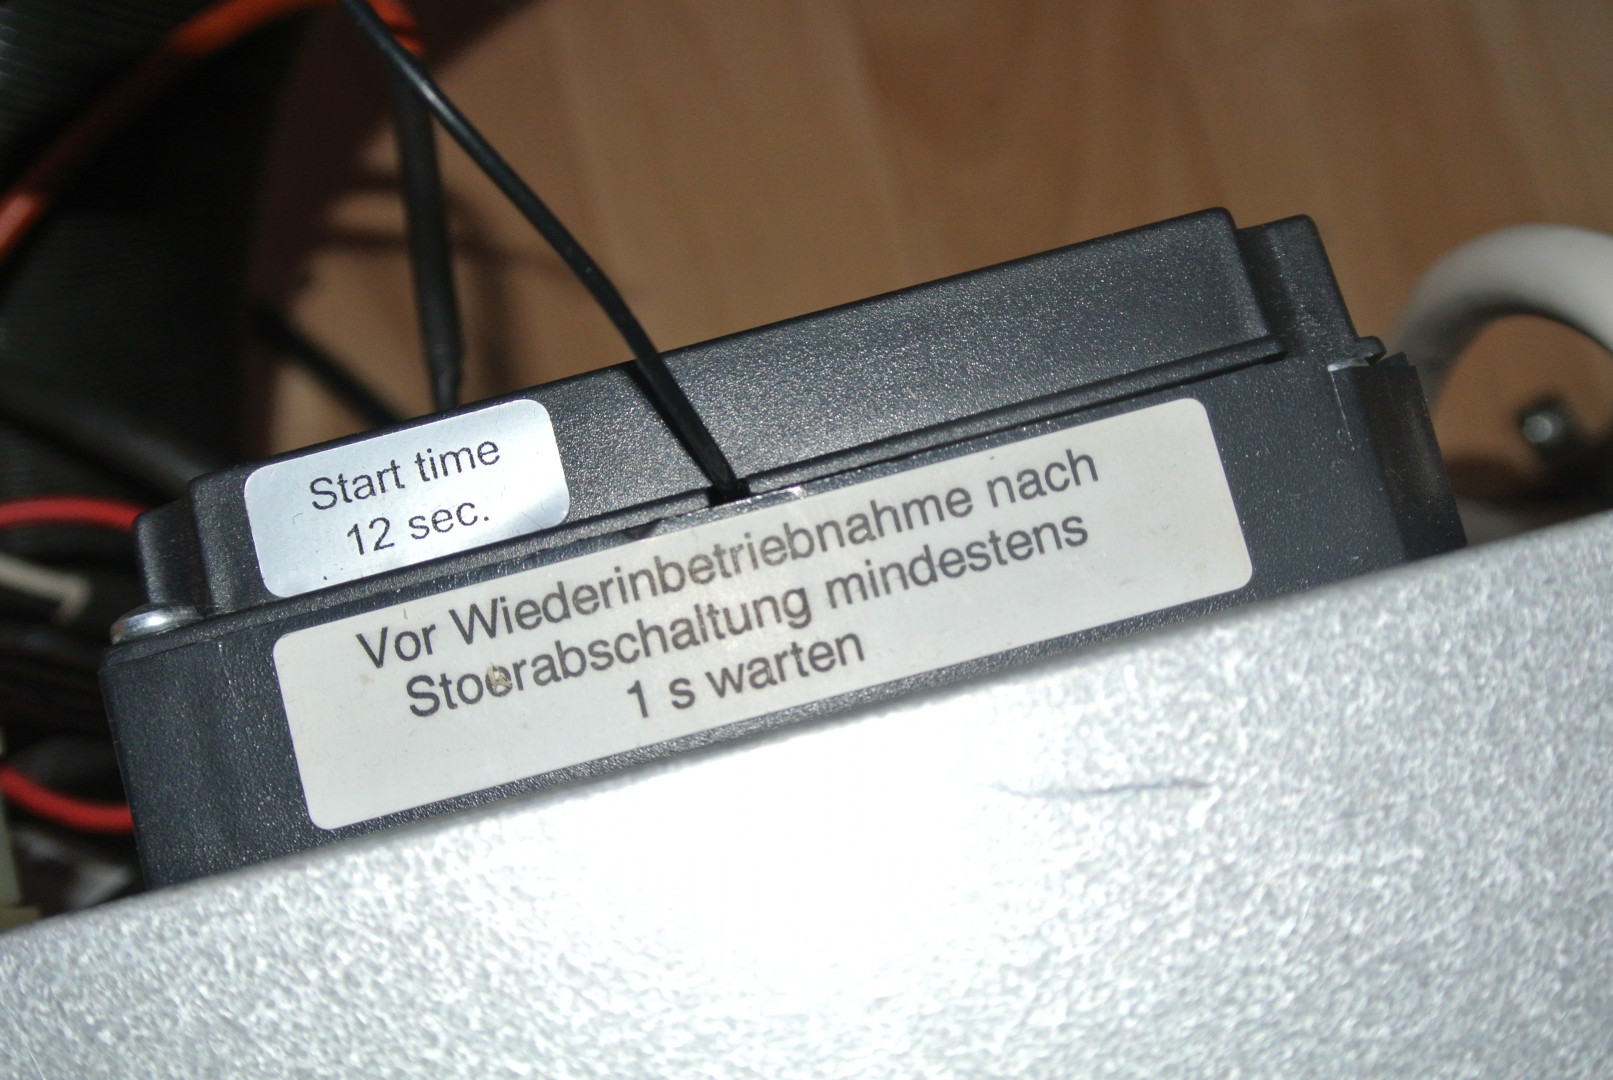 Start time
12 sec.
Vor Wiederinbetriebnahme nach
Stoerabschaltung mindestens
1 s warten